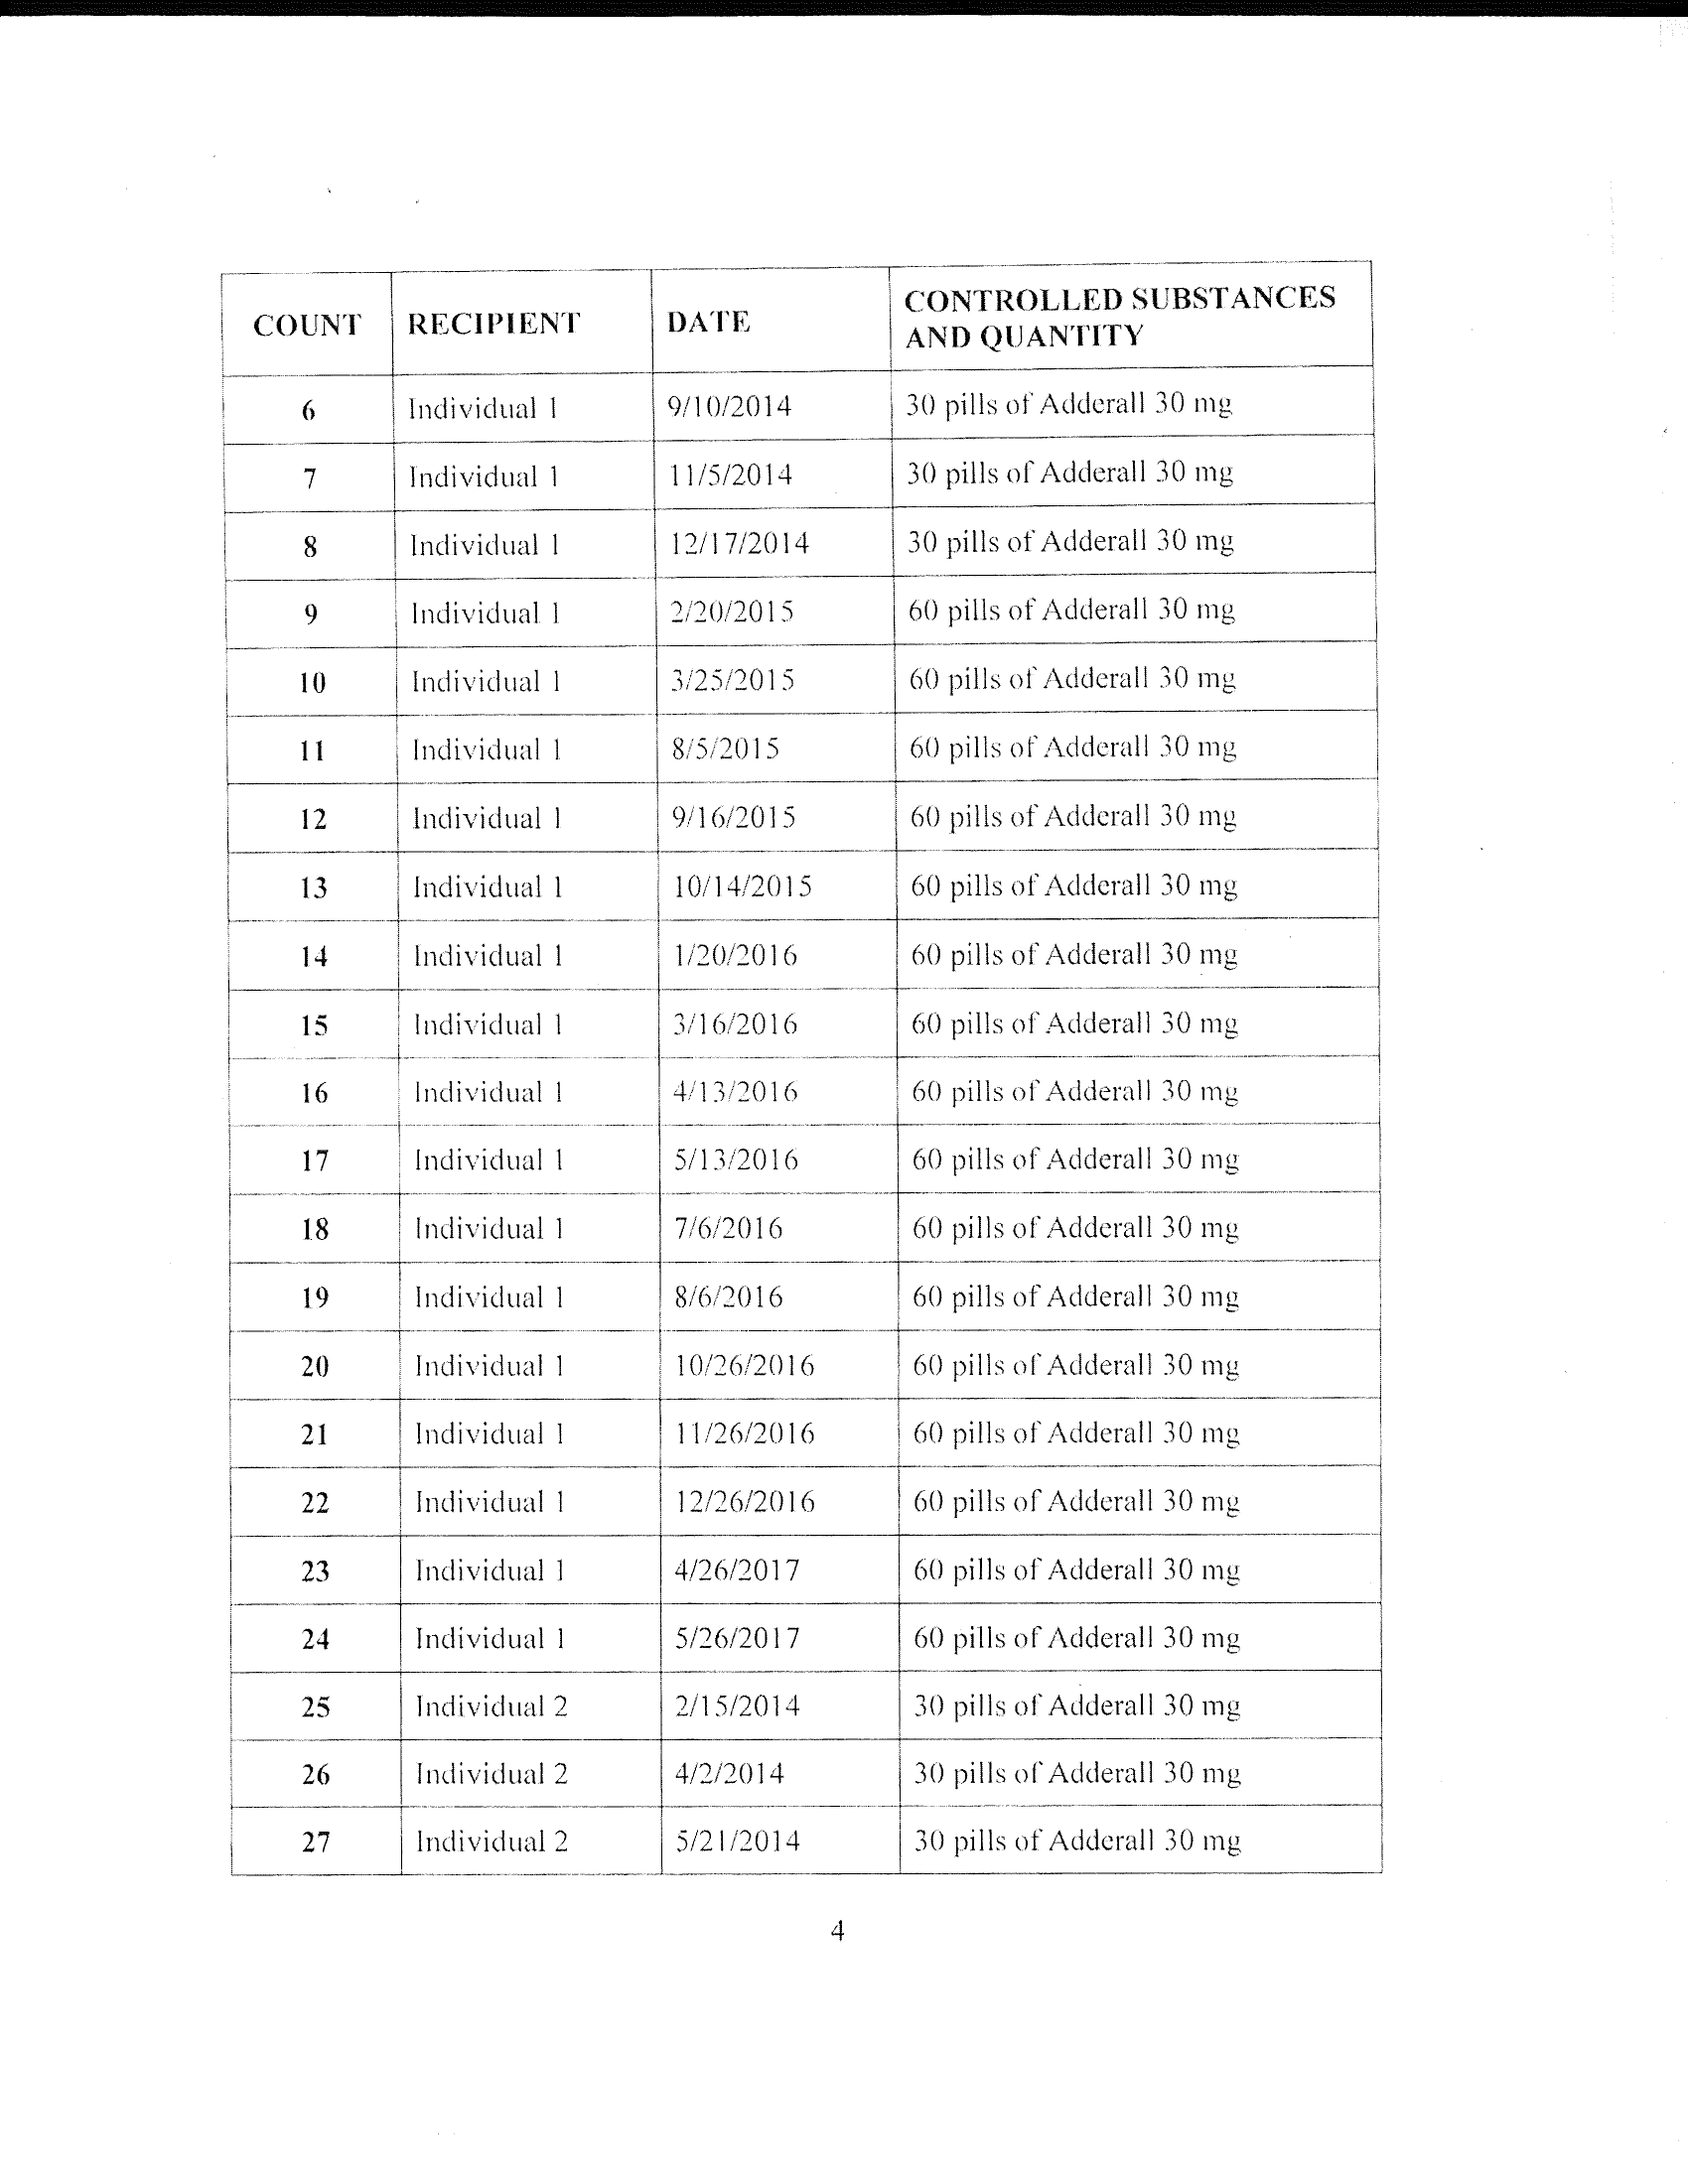 COUNT RECIPIENT DATE CONTROLLED SUBSTANCES
AND QUANTITY
6 Individual 1 9/10/2014 30 pills of Adderall 30 mg
7 Individual 1 11/5/2014 30 pills of Adderall 30 mg
8 Individual 1 12/17/2014 30 pills of Adderall 30 mg
9 Individual 1 2/20/2015 60 pills of Adderall 30 mg
10 Individual 1 3/25/2015 60 pills of Adderall 30 mg
11 Individual 1 8/5/2015 60 pills of Adderall 30 mg
12 Individual 1 9/16/2015 60 pills of Adderall 30 mg
13 Individual 1 10/14/2015 60 pills of Adderall 30 mg
14 Individual 1 1/20/2016 60 pills of Adderall 30 mg
15 Individual 1 3/16/2016 60 pills of Adderall 30 mg
16 Individual 1 4/13/2016 60 pills of Adderall 30 mg
17 Individual 1 5/13/2016 60 pills of Adderall 30 mg
18 Individual 1 7/6/2016 60 pills of Adderall 30 mg
19 Individual 1 8/6/2016 60 pills of Adderall 30 mg
20 Individual 1 10/26/2016 60 pills of Adderall 30 mg
21 Individual 1 11/26/2016 60 pills of Adderall 30 mg
22 Individual 1 12/26/2016 60 pills of Adderall 30 mg
23 Individual 1 4/26/2017 60 pills of Adderall 30 mg
24 Individual 1 5/26/2017 60 pills of Adderall 30 mg
25 Individual 2 2/15/2014 30 pills of Adderall 30 mg
26 Individual 2 4/2/2014 30 pills of Adderall 30 mg
27 Individual 2 5/21/2014 30 pills of Adderall 30 mg
4